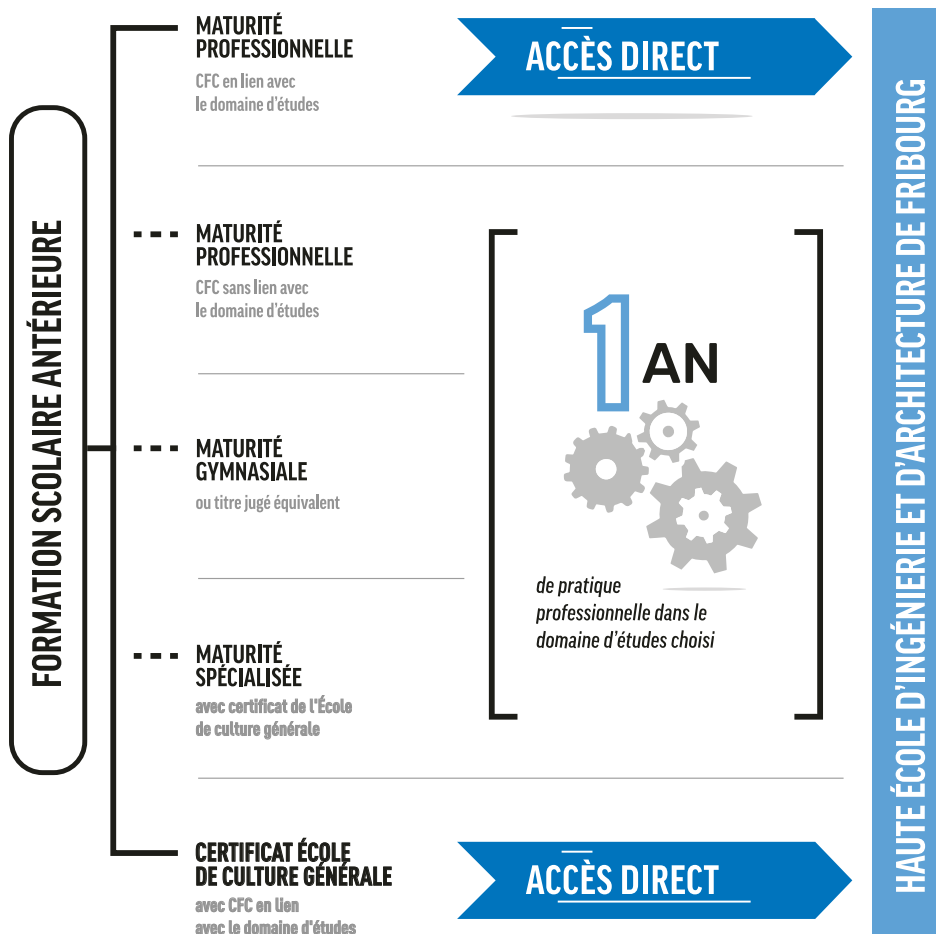 FORMATION SCOLAIRE ANTÉRIEURE
MATURITÉ
PROFESSIONNELLE
CFC en lien avec
le domaine d'études
ACCÈS DIRECT
MATURITÉ
PROFESSIONNELLE
CFC sans lien avec
le domaine d'études
MATURITÉ
GYMNASIALE
ou titre jugé équivalent
MATURITÉ
SPÉCIALISÉE
avec certificat de l'École
de culture générale
1 AN
de pratique
professionnelle dans le
domaine d'études choisi
CERTIFICAT ÉCOLE
DE CULTURE GÉNÉRALE
avec CFC en lien
avec le domaine d'études
ACCÈS DIRECT
HAUTE ÉCOLE D'INGÉNIERIE ET D'ARCHITECTURE DE FRIBOURG